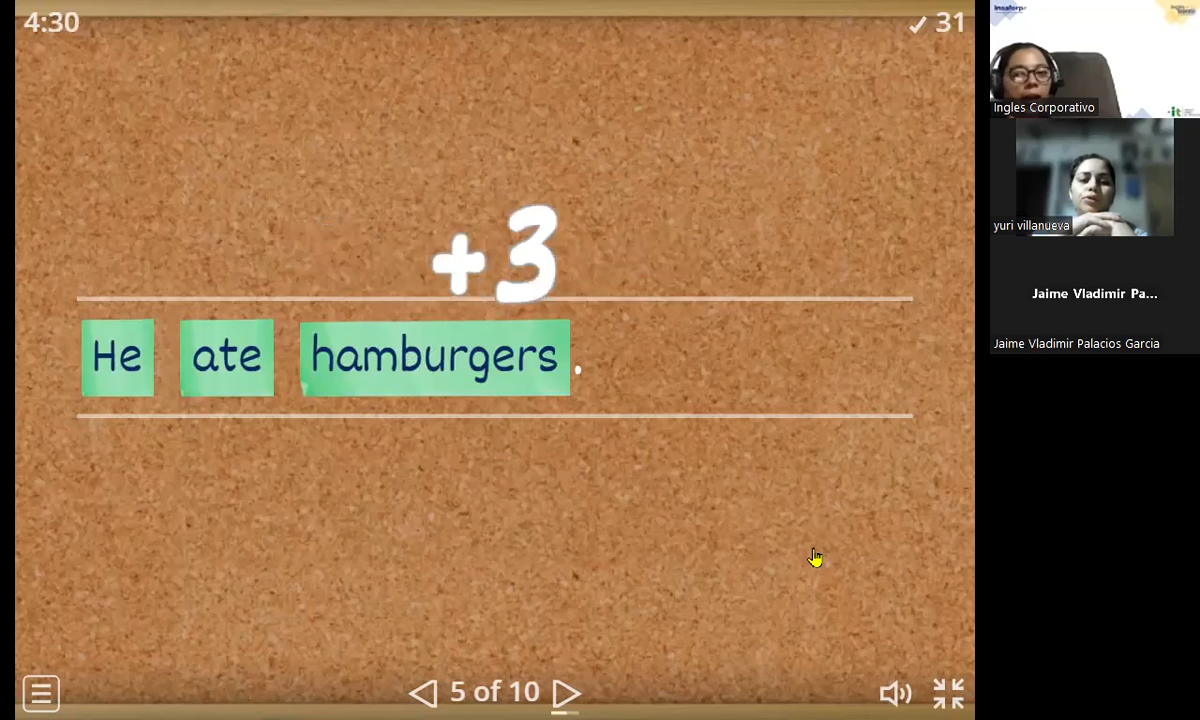 4:30
✓ 31
+3
He ate hamburgers.
5 of 10
Insaforp
Ingles Corporativo
yuri villanueva
Jaime Vladimir Pa...
Jaime Vladimir Palacios Garcia